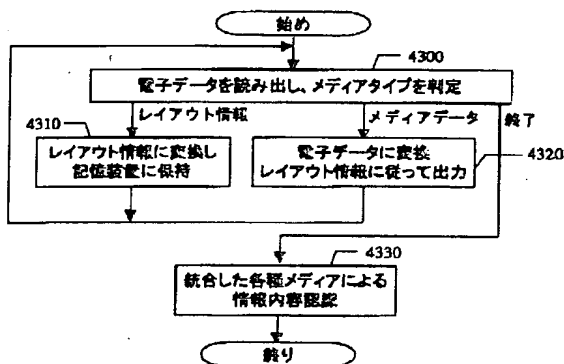 始め
4300
電子データを読み出し、メディアタイプを判定
4310
レイアウト情報
メディアデータ
終了
レイアウト情報に変換し
記憶装置に保持
電子データに変換
レイアウト情報に従って出力
4320
4330
統合した各種メディアによる
情報内容認識
終り